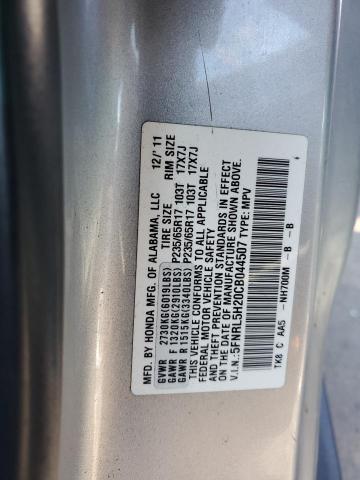 MFD. BY HONDA MFG. OF ALABAMA, LLC 12/'11
TIRE SIZE RIM SIZE
GVWR 2730KG(6019LBS)
GAWR F 1320KG(2910LBS) P235/65R17 103T 17X7J
GAWR R 1515KG(3340LBS) P235/65R17 103T 17X7J
THIS VEHICLE CONFORMS TO ALL APPLICABLE
FEDERAL MOTOR VEHICLE SAFETY
AND THEFT PREVENTION STANDARDS IN EFFECT
ON THE DATE OF MANUFACTURE SHOWN ABOVE.
V.I.N.:5FNRL5H20CB044507 TYPE: MPV
TK8 C AA5 -NH700M -B -B